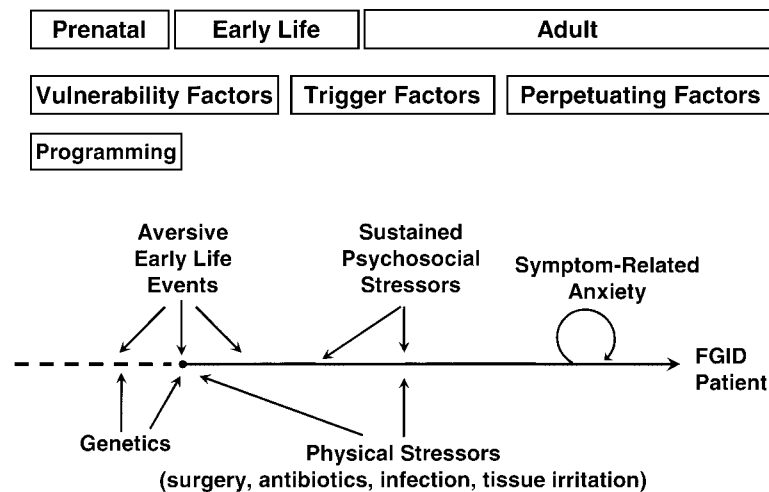 Prenatal Early Life Adult
Vulnerability Factors Trigger Factors Perpetuating Factors
Programming
Aversive
Early Life
Events
Sustained
Psychosocial
Stressors
Symptom-Related
Anxiety
FGID
Patient
Genetics
Physical Stressors
(surgery, antibiotics, infection, tissue irritation)